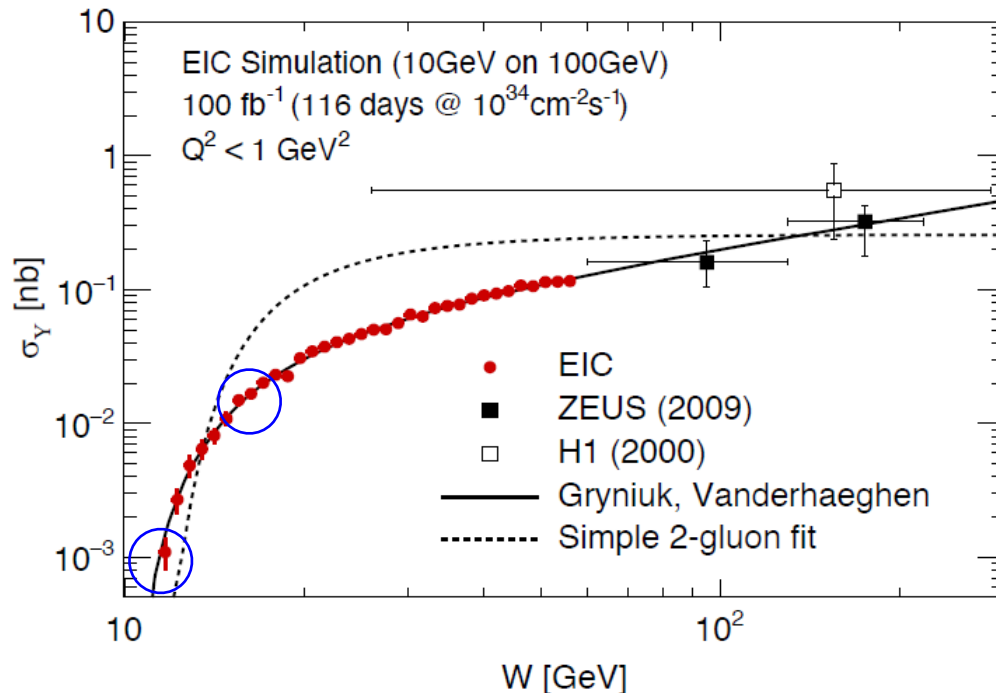 10
EIC Simulation (10GeV on 100GeV)
100 fb⁻¹ (116 days @ 10³⁴cm⁻²s⁻¹)
Q² < 1 GeV²
1
σY [nb]
10⁻¹
10⁻²
10⁻³
EIC
ZEUS (2009)
H1 (2000)
Gryniuk, Vanderhaeghen
Simple 2-gluon fit
10
10²
W [GeV]